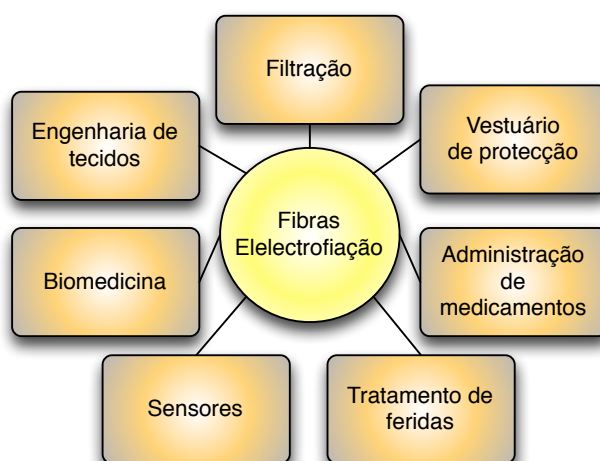 Filtração
Engenharia de
tecidos
Vestuário
de protecção
Fibras
Elelectrofiação
Biomedicina
Administração
de
medicamentos
Sensores
Tratamento de
feridas